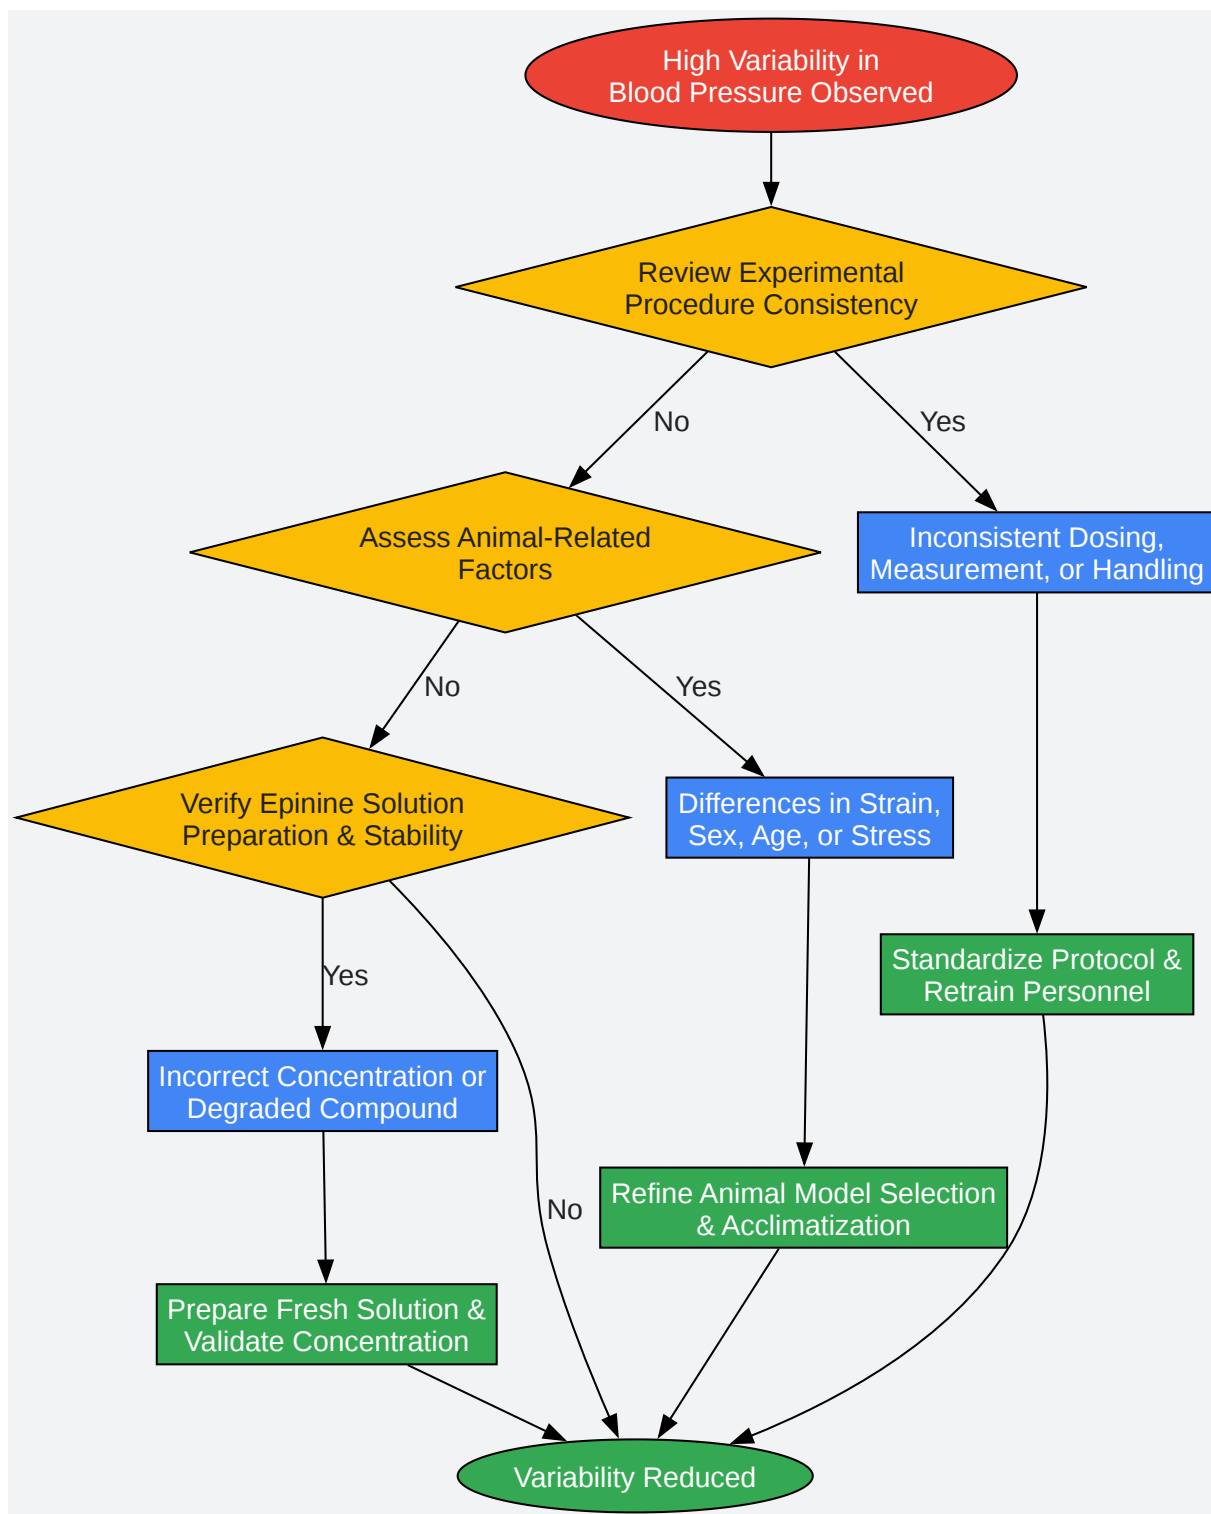 High Variability in
Blood Pressure Observed
Review Experimental
Procedure Consistency
No
Yes
Assess Animal-Related
Factors
Inconsistent Dosing,
Measurement, or Handling
No
Yes
Verify Epinine Solution
Preparation & Stability
Differences in Strain,
Sex, Age, or Stress
Yes
Standardize Protocol &
Retrain Personnel
Incorrect Concentration or
Degraded Compound
No
Refine Animal Model Selection
& Acclimatization
Prepare Fresh Solution &
Validate Concentration
Variability Reduced